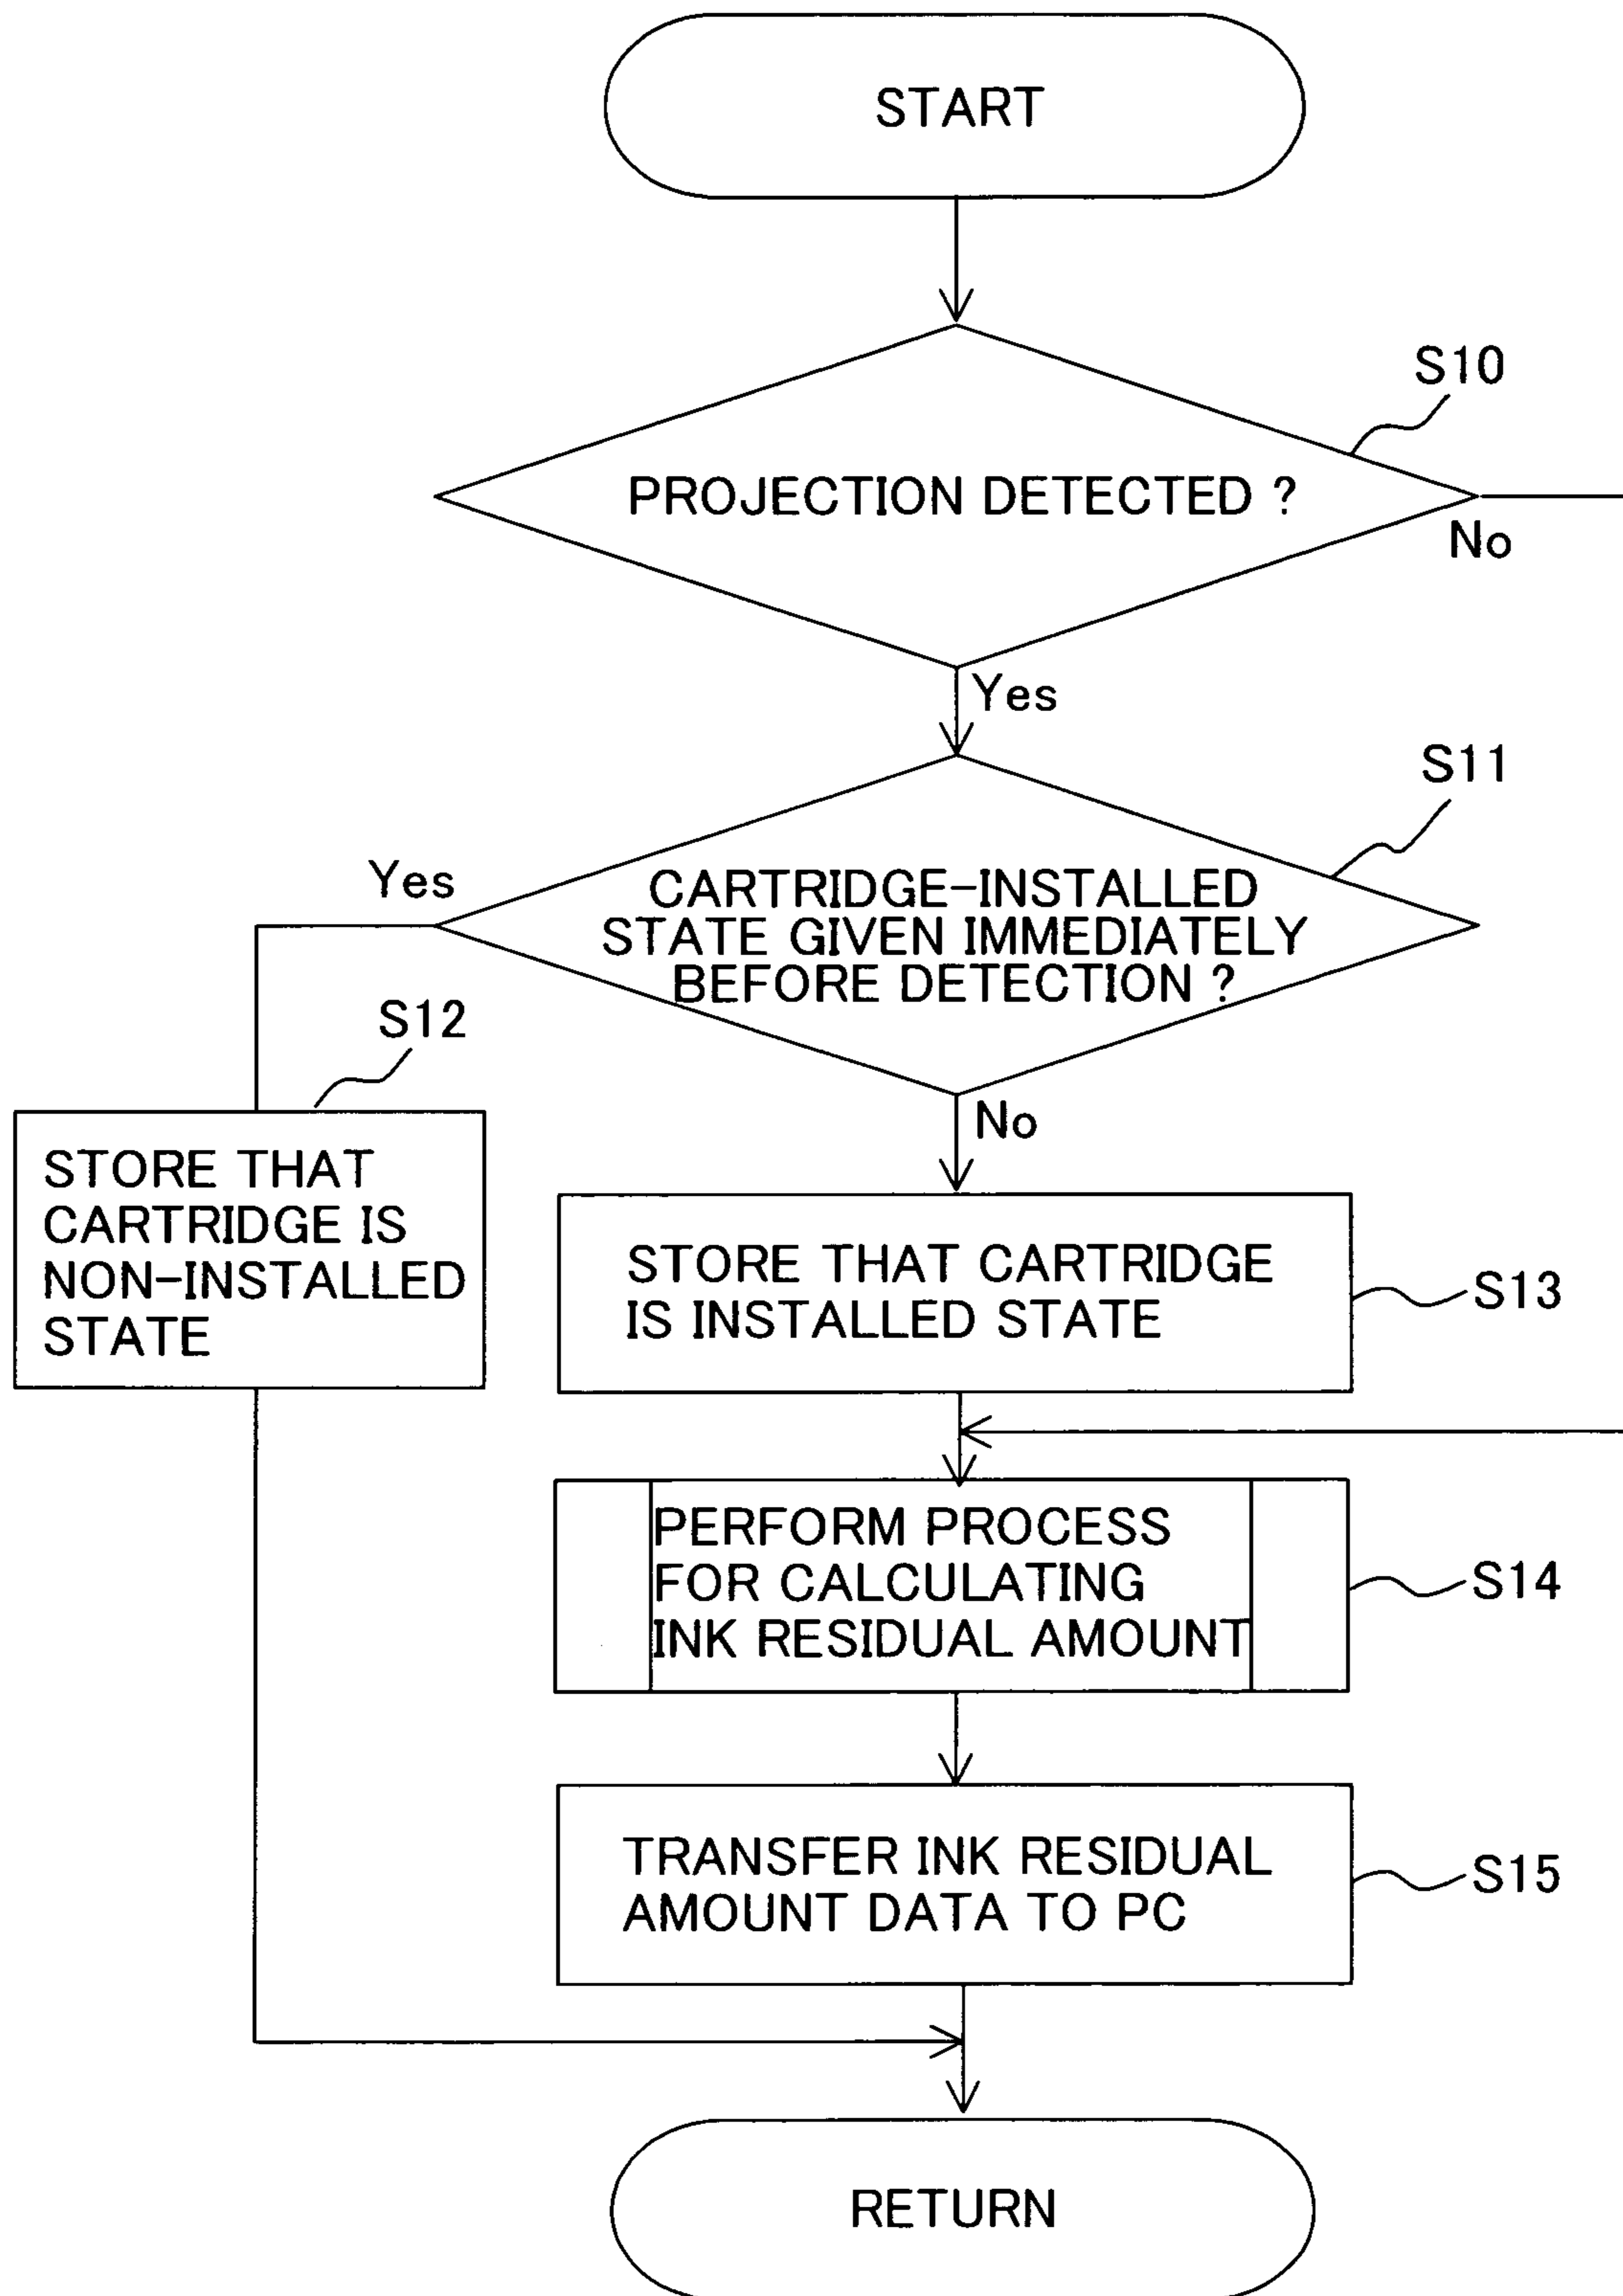 START
S10
PROJECTION DETECTED ?
No
Yes
S11
Yes
CARTRIDGE-INSTALLED
STATE GIVEN IMMEDIATELY
BEFORE DETECTION ?
S12
No
STORE THAT
CARTRIDGE IS
NON-INSTALLED
STATE
STORE THAT CARTRIDGE
IS INSTALLED STATE
S13
PERFORM PROCESS
FOR CALCULATING
INK RESIDUAL AMOUNT
S14
TRANSFER INK RESIDUAL
AMOUNT DATA TO PC
S15
RETURN